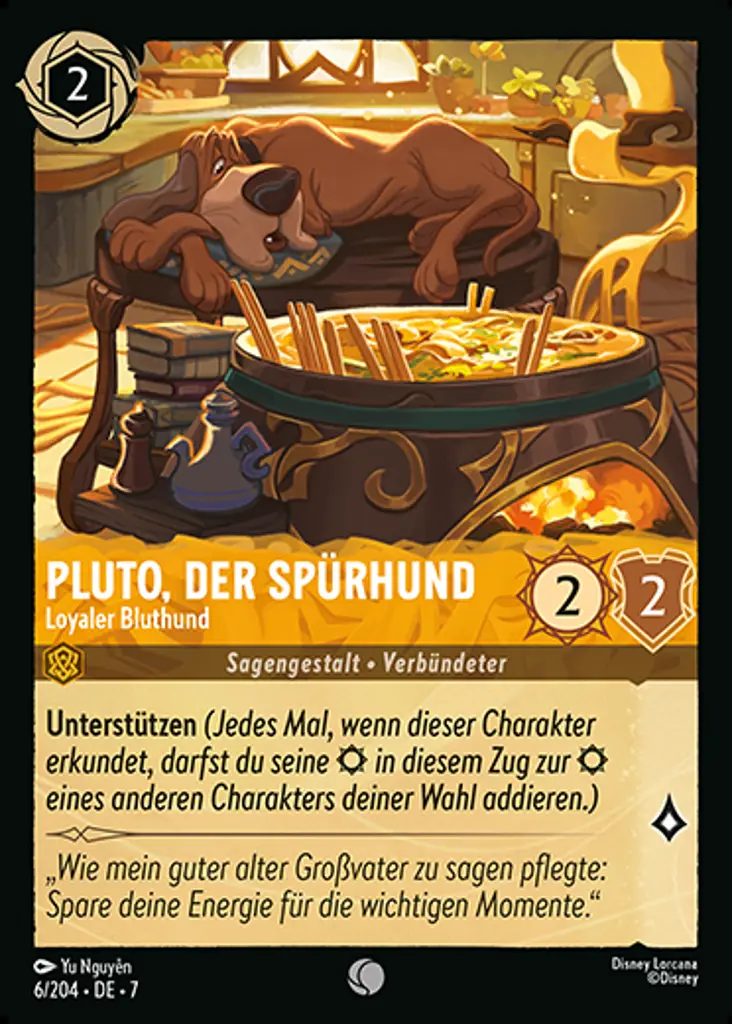 2
PLUTO, DER SPÜRHUND
Loyaler Bluthund
2
2
Sagengestalt • Verbündeter
Unterstützen (Jedes Mal, wenn dieser Charakter
erkundet, darfst du seine in diesem Zug zur
eines anderen Charakters deiner Wahl addieren.)
„Wie mein guter alter Großvater zu sagen pflegte:
Spare deine Energie für die wichtigen Momente.“
Yu Nguyễn
6/204 • DE • 7
Disney Lorcana
©Disney